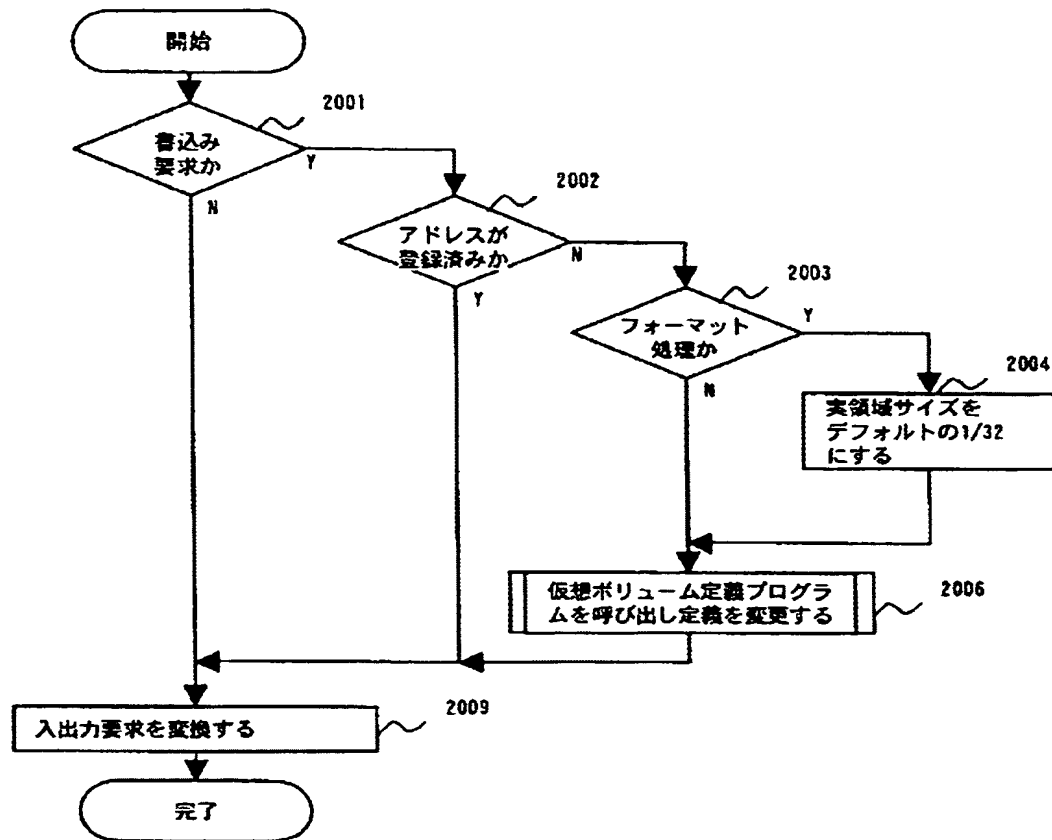 開始
2001
書込み
要求か
Y
N
2002
アドレスが
登録済みか
N
Y
2003
フォーマット
処理か
Y
N
2004
実領域サイズを
デフォルトの1/32
にする
仮想ボリューム定義プログラ
ムを呼び出し定義を変更する
2006
2009
入出力要求を変換する
完了